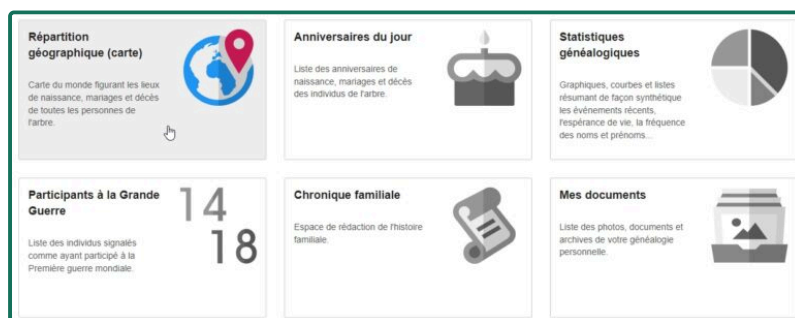 Répartition
géographique (carte)
Carte du monde figurant les lieux
de naissance, mariages et décès
de toutes les personnes de
l'arbre.
Anniversaires du jour
Liste des anniversaires de
naissance, mariages et décès
des individus de l'arbre.
Statistiques
généalogiques
Graphiques, courbes et listes
résumant de façon synthétique
les événements récents,
l'espérance de vie, la fréquence
des noms et prénoms...
Participants à la Grande
Guerre
Liste des individus signalés
comme ayant participé à la
Première guerre mondiale.
14
18
Chronique familiale
Espace de rédaction de l'histoire
familiale.
Mes documents
Liste des photos, documents et
archives de votre généalogie
personnelle.